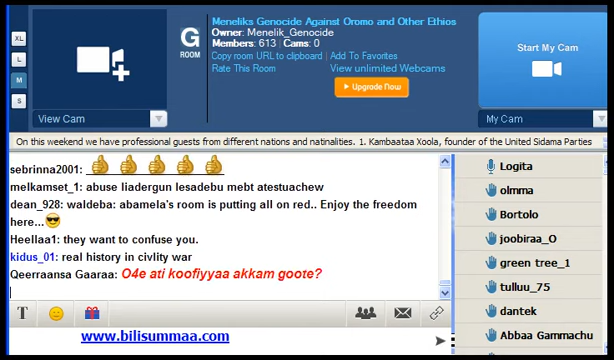 XL
L
M
S
View Cam
G
ROOM
Meneliks Genocide Against Oromo and Other Ethios
Owner: Menelik_Genocide
Members: 613 | Cams: 0
Copy room URL to clipboard | Add To Favorites
Rate This Room
View unlimited Webcams
Upgrade Now
Start My Cam
My Cam
On this weekend we have professional guests from different nations and natinalities. 1. Kambaataa Xoola, founder of the United Sidama Parties
sebrinna2001:
melkamset_1: abuse liadergun lesadebu mebt atestuachew
dean_928: waldeba: abamela's room is putting all on red.. Enjoy the freedom
here...
Heellaa1: they want to confuse you.
kidus_01: real history in civlity war
Qeerraansa Gaaraa: O4e ati koofiyyaa akkam goote?
T
www.bilisummaa.com
Logita
olmma
Bortolo
joobiraa_O
green tree_1
tulluu_75
dantek
Abbaa Gammachu